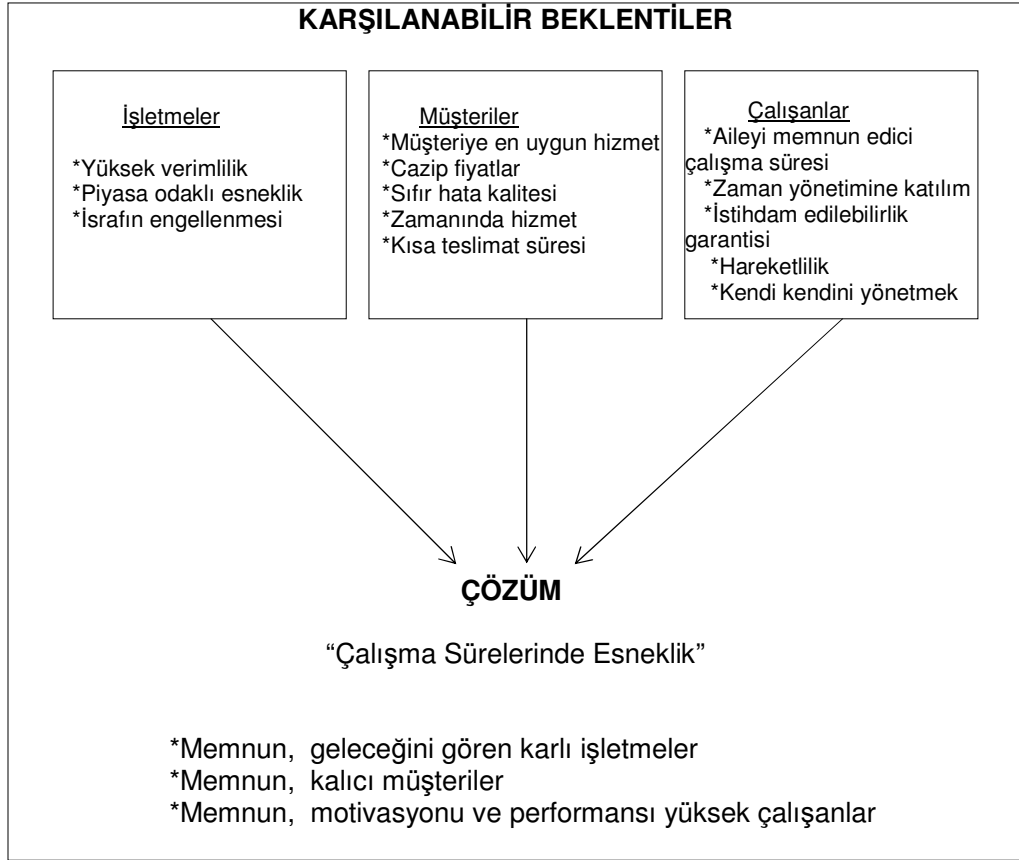 KARŞILANABİLİR BEKLENTİLER
İşletmeler
*Yüksek verimlilik
*Piyasa odaklı esneklik
*İsrafın engellenmesi
Müşteriler
*Müşteriye en uygun hizmet
*Cazip fiyatlar
*Sıfır hata kalitesi
*Zamanında hizmet
*Kısa teslimat süresi
Çalışanlar
*Aileyi memnun edici
çalışma süresi
*Zaman yönetimine katılım
*İstihdam edilebilirlik
garantisi
*Hareketlilik
*Kendi kendini yönetmek
ÇÖZÜM
“Çalışma Sürelerinde Esneklik”
*Memnun, geleceğini gören karlı işletmeler
*Memnun, kalıcı müşteriler
*Memnun, motivasyonu ve performansı yüksek çalışanlar